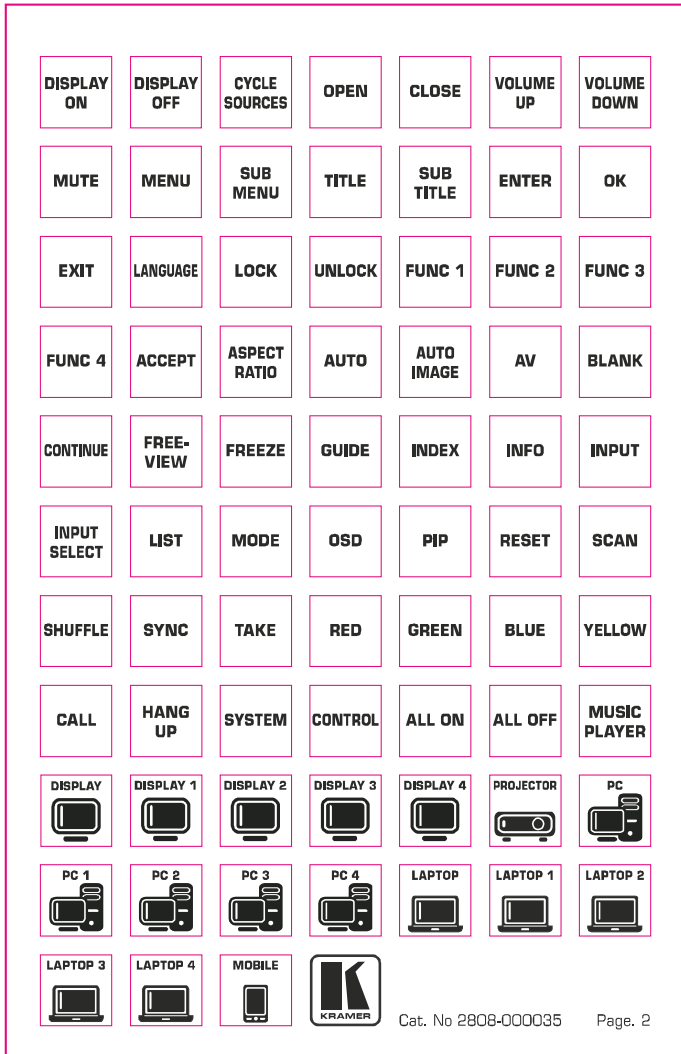 DISPLAY ON
DISPLAY OFF
CYCLE SOURCES
OPEN
CLOSE
VOLUME UP
VOLUME DOWN
MUTE
MENU
SUB MENU
TITLE
SUB TITLE
ENTER
OK
EXIT
LANGUAGE
LOCK
UNLOCK
FUNC 1
FUNC 2
FUNC 3
FUNC 4
ACCEPT
ASPECT RATIO
AUTO
AUTO IMAGE
AV
BLANK
CONTINUE
FREE-
VIEW
FREEZE
GUIDE
INDEX
INFO
INPUT
INPUT SELECT
LIST
MODE
OSD
PIP
RESET
SCAN
SHUFFLE
SYNC
TAKE
RED
GREEN
BLUE
YELLOW
CALL
HANG UP
SYSTEM
CONTROL
ALL ON
ALL OFF
MUSIC PLAYER
DISPLAY
DISPLAY 1
DISPLAY 2
DISPLAY 3
DISPLAY 4
PROJECTOR
PC
PC 1
PC 2
PC 3
PC 4
LAPTOP
LAPTOP 1
LAPTOP 2
LAPTOP 3
LAPTOP 4
MOBILE
K
KRAMER
Cat. No 2808-000035 Page. 2